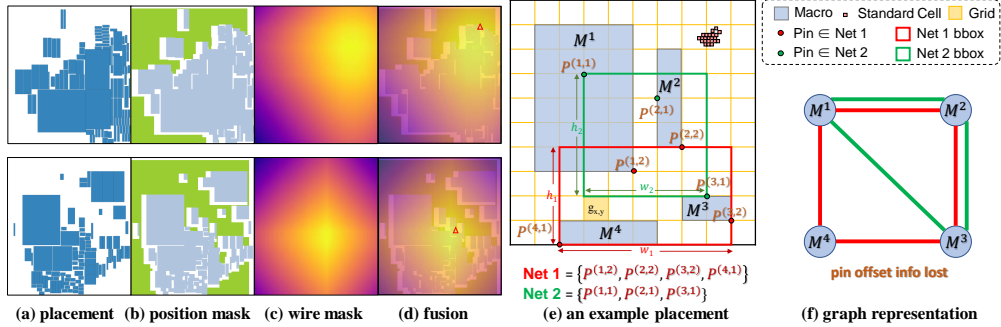 Macro Standard Cell Grid
Pin ∈ Net 1 Net 1 bbox
Pin ∈ Net 2 Net 2 bbox
M¹
P^(1,1)
M²
P^(2,1)
h₂
P^(2,2)
P^(1,2)
h₁
w₂
P^(3,1)
g_x,y
M³
P^(3,2)
P^(4,1)
M⁴
w₁
Net 1 = {P^(1,2), P^(2,2), P^(3,2), P^(4,1)}
Net 2 = {P^(1,1), P^(2,1), P^(3,1)}
M¹ M²
M⁴ M³
pin offset info lost
(a) placement (b) position mask (c) wire mask (d) fusion (e) an example placement (f) graph representation